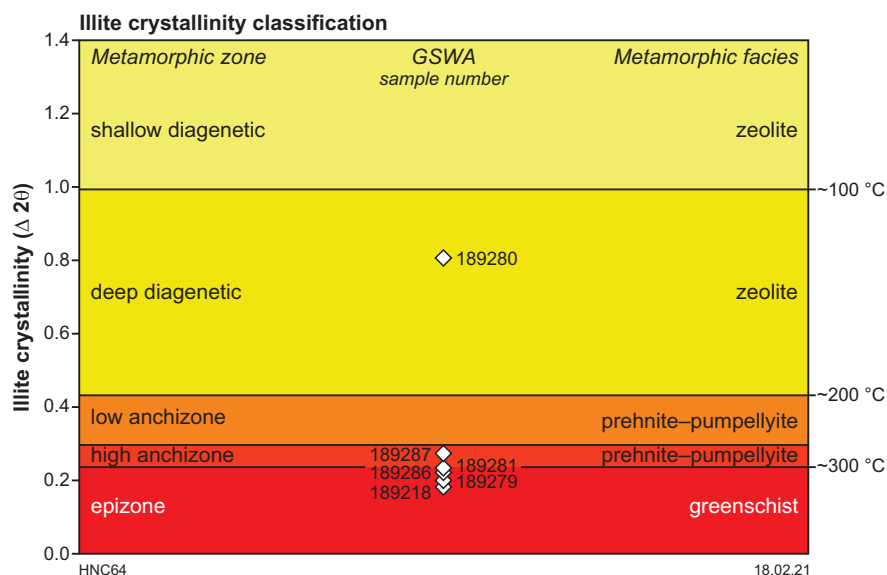 Illite crystallinity classification
1.4
Metamorphic zone
GSWA
sample number
Metamorphic facies
1.2
shallow diagenetic
zeolite
1.0
~100 °C
Illite crystallinity (Δ 2θ)
0.8
189280
deep diagenetic
zeolite
0.6
~200 °C
0.4
low anchizone
prehnite–pumpellyite
189287
high anchizone
prehnite–pumpellyite
189281
~300 °C
189286
0.2
189279
189218
epizone
greenschist
0.0
HNC64
18.02.21